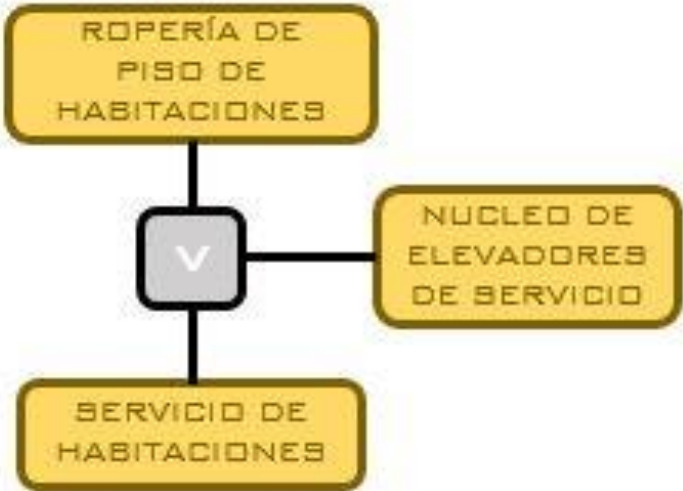 ROPERÍA DE
PISO DE
HABITACIONES
V
NUCLEO DE
ELEVADORES
DE SERVICIO
SERVICIO DE
HABITACIONES